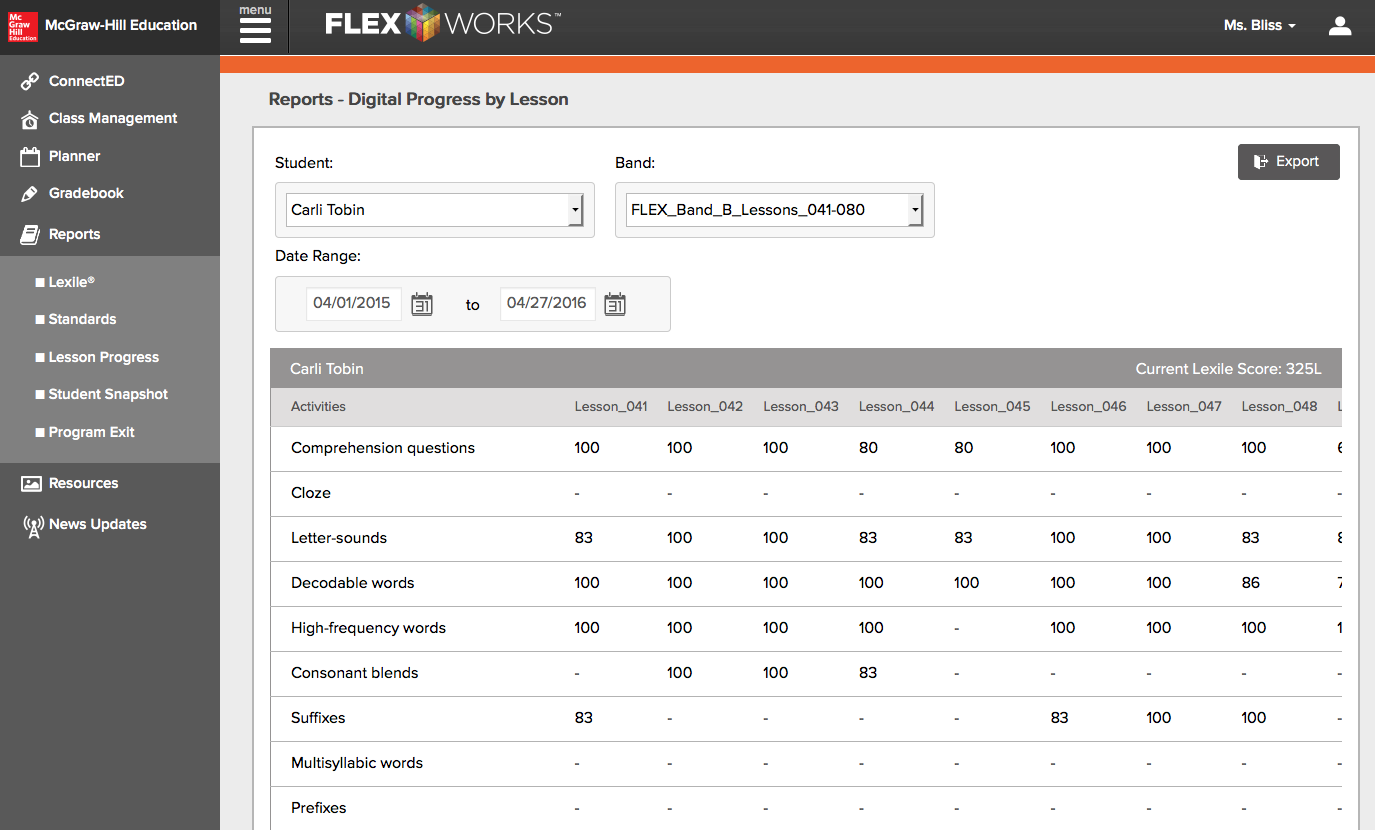 Mc Graw Hill Education
McGraw-Hill Education
menu
FLEX WORKS™
Ms. Bliss
ConnectED
Class Management
Planner
Gradebook
Reports
Lexile®
Standards
Lesson Progress
Student Snapshot
Program Exit
Resources
News Updates
Reports - Digital Progress by Lesson
Export
Student: Band:
Carli Tobin FLEX_Band_B_Lessons_041-080
Date Range:
04/01/2015 31 to 04/27/2016 31
Carli Tobin Current Lexile Score: 325L
Activities Lesson_041 Lesson_042 Lesson_043 Lesson_044 Lesson_045 Lesson_046 Lesson_047 Lesson_048
Comprehension questions 100 100 100 80 80 100 100 100
Cloze - - - - - - - - -
Letter-sounds 83 100 100 83 83 100 100 83
Decodable words 100 100 100 100 100 100 100 86
High-frequency words 100 100 100 100 - 100 100 100
Consonant blends - 100 100 83 - - - - -
Suffixes 83 - - - - 83 100 100 -
Multisyllabic words - - - - - - - - -
Prefixes - - - - - - - - -